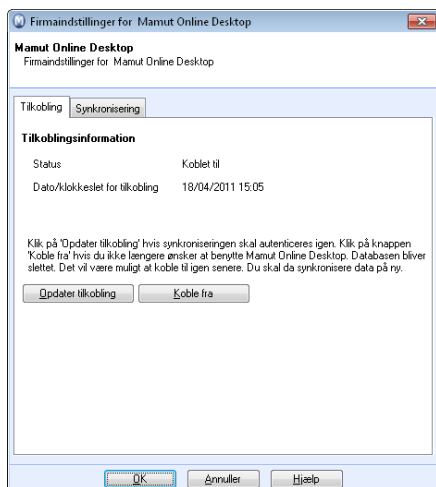 Firmaindstillinger for Mamut Online Desktop
Mamut Online Desktop
Firmaindstillinger for Mamut Online Desktop
Tilkobling Synkronisering
Tilkoblingsinformation
Status Koblet til
Dato/klokkeslet for tilkobling 18/04/2011 15:05
Klik på 'Opdater tilkobling' hvis synkroniseringen skal autenticeres igen. Klik på knappen
'Koble fra' hvis du ikke længere ønsker at benytte Mamut Online Desktop. Databasen bliver
slettet. Det vil være muligt at koble til igen senere. Du skal da synkronisere data på ny.
Opdater tilkobling Koble fra
OK Annuller Hjælp